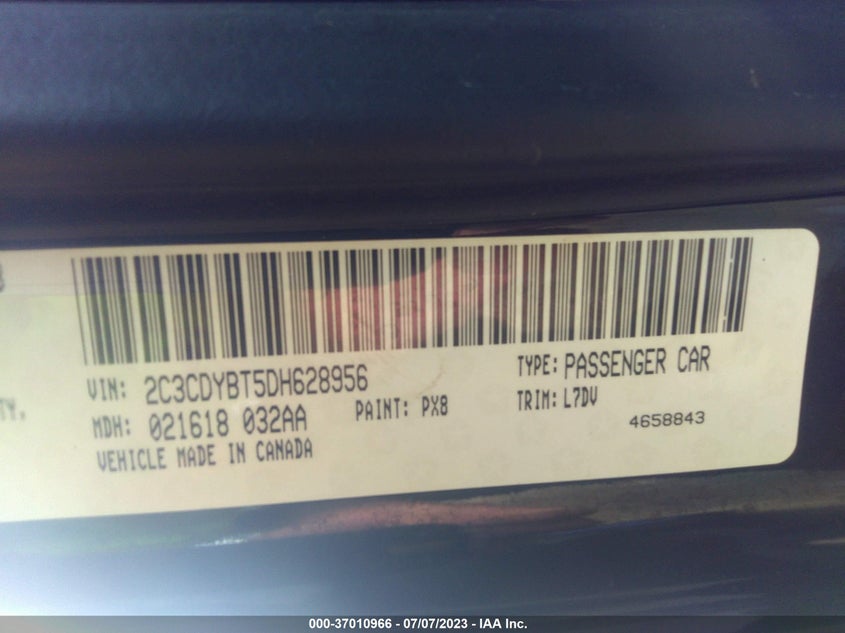 VIN: 2C3CDYBT5DH628956
TYPE: PASSENGER CAR
MDH: 021618 032AA
PAINT: PX8
TRIM: L7DV
4658843
VEHICLE MADE IN CANADA
TY.
000-37010966 - 07/07/2023 - IAA Inc.